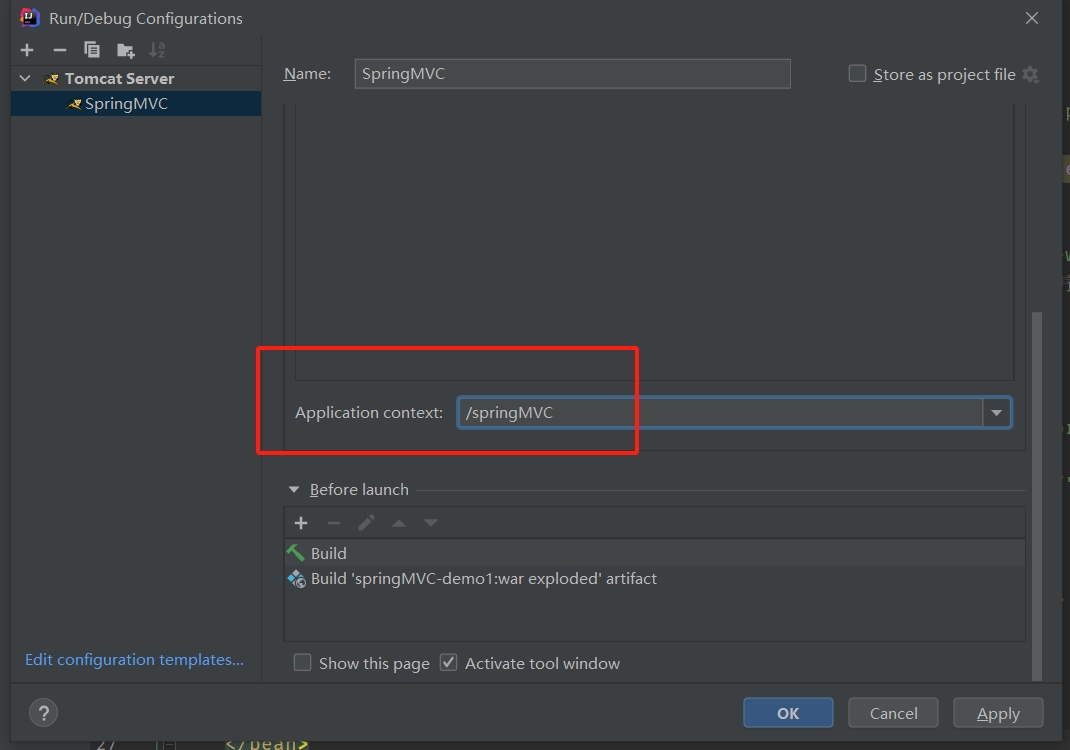 Run/Debug Configurations
Tomcat Server
SpringMVC
Name: SpringMVC
Store as project file
Application context: /springMVC
Before launch
Build
Build 'springMVC-demo1:war exploded' artifact
Show this page
Activate tool window
Edit configuration templates...
?
OK
Cancel
Apply
27 </bean>